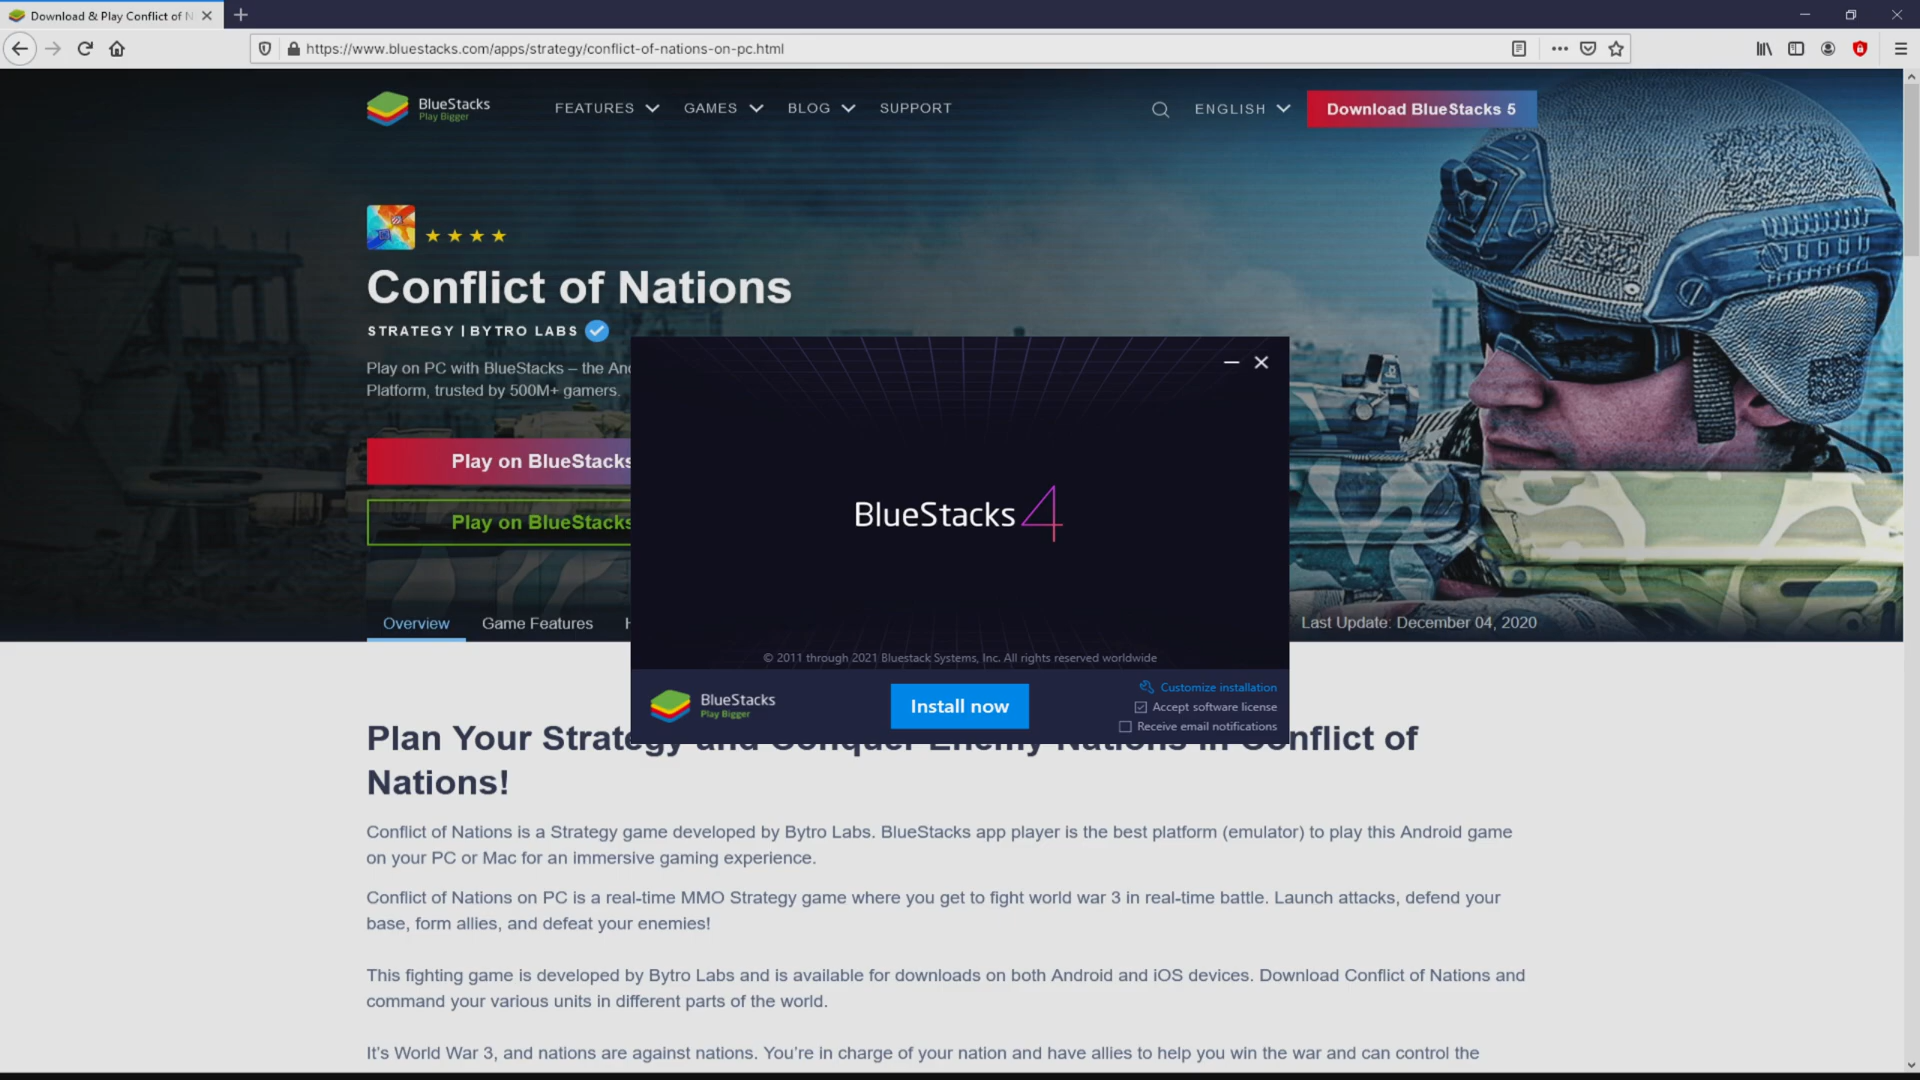 Download & Play Conflict of N
https://www.bluestacks.com/apps/strategy/conflict-of-nations-on-pc.html
BlueStacks
Play Bigger
FEATURES
GAMES
BLOG
SUPPORT
ENGLISH
Download BlueStacks 5
Conflict of Nations
STRATEGY | BYTRO LABS
Play on PC with BlueStacks – the An
Platform, trusted by 500M+ gamers.
Play on BlueStacks
Play on BlueStacks
BlueStacks 4
Overview
Game Features
H
Last Update: December 04, 2020
© 2011 through 2021 Bluestack Systems, Inc. All rights reserved worldwide
BlueStacks
Play Bigger
Install now
Customize installation
Accept software license
Receive email notifications
Plan Your Strategy and Conquer Enemy Nations in Conflict of
Nations!
Conflict of Nations is a Strategy game developed by Bytro Labs. BlueStacks app player is the best platform (emulator) to play this Android game
on your PC or Mac for an immersive gaming experience.
Conflict of Nations on PC is a real-time MMO Strategy game where you get to fight world war 3 in real-time battle. Launch attacks, defend your
base, form allies, and defeat your enemies!
This fighting game is developed by Bytro Labs and is available for downloads on both Android and iOS devices. Download Conflict of Nations and
command your various units in different parts of the world.
It's World War 3, and nations are against nations. You're in charge of your nation and have allies to help you win the war and can control the